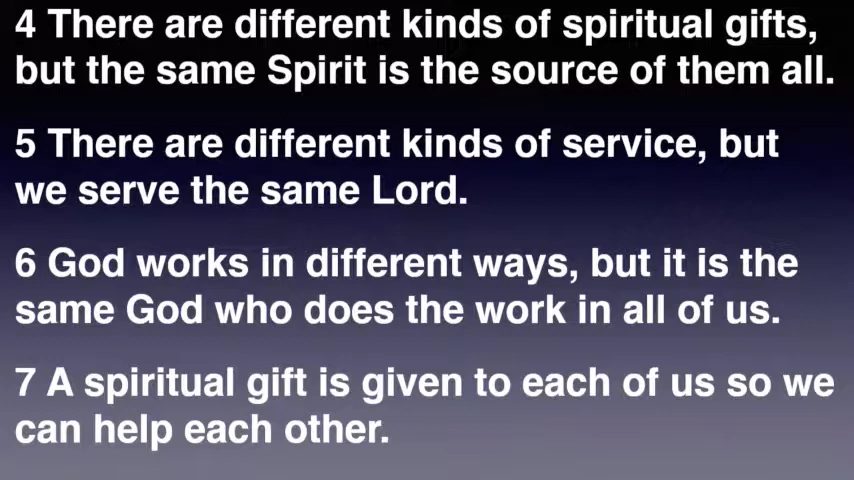 4 There are different kinds of spiritual gifts,
but the same Spirit is the source of them all.
5 There are different kinds of service, but
we serve the same Lord.
6 God works in different ways, but it is the
same God who does the work in all of us.
7 A spiritual gift is given to each of us so we
can help each other.